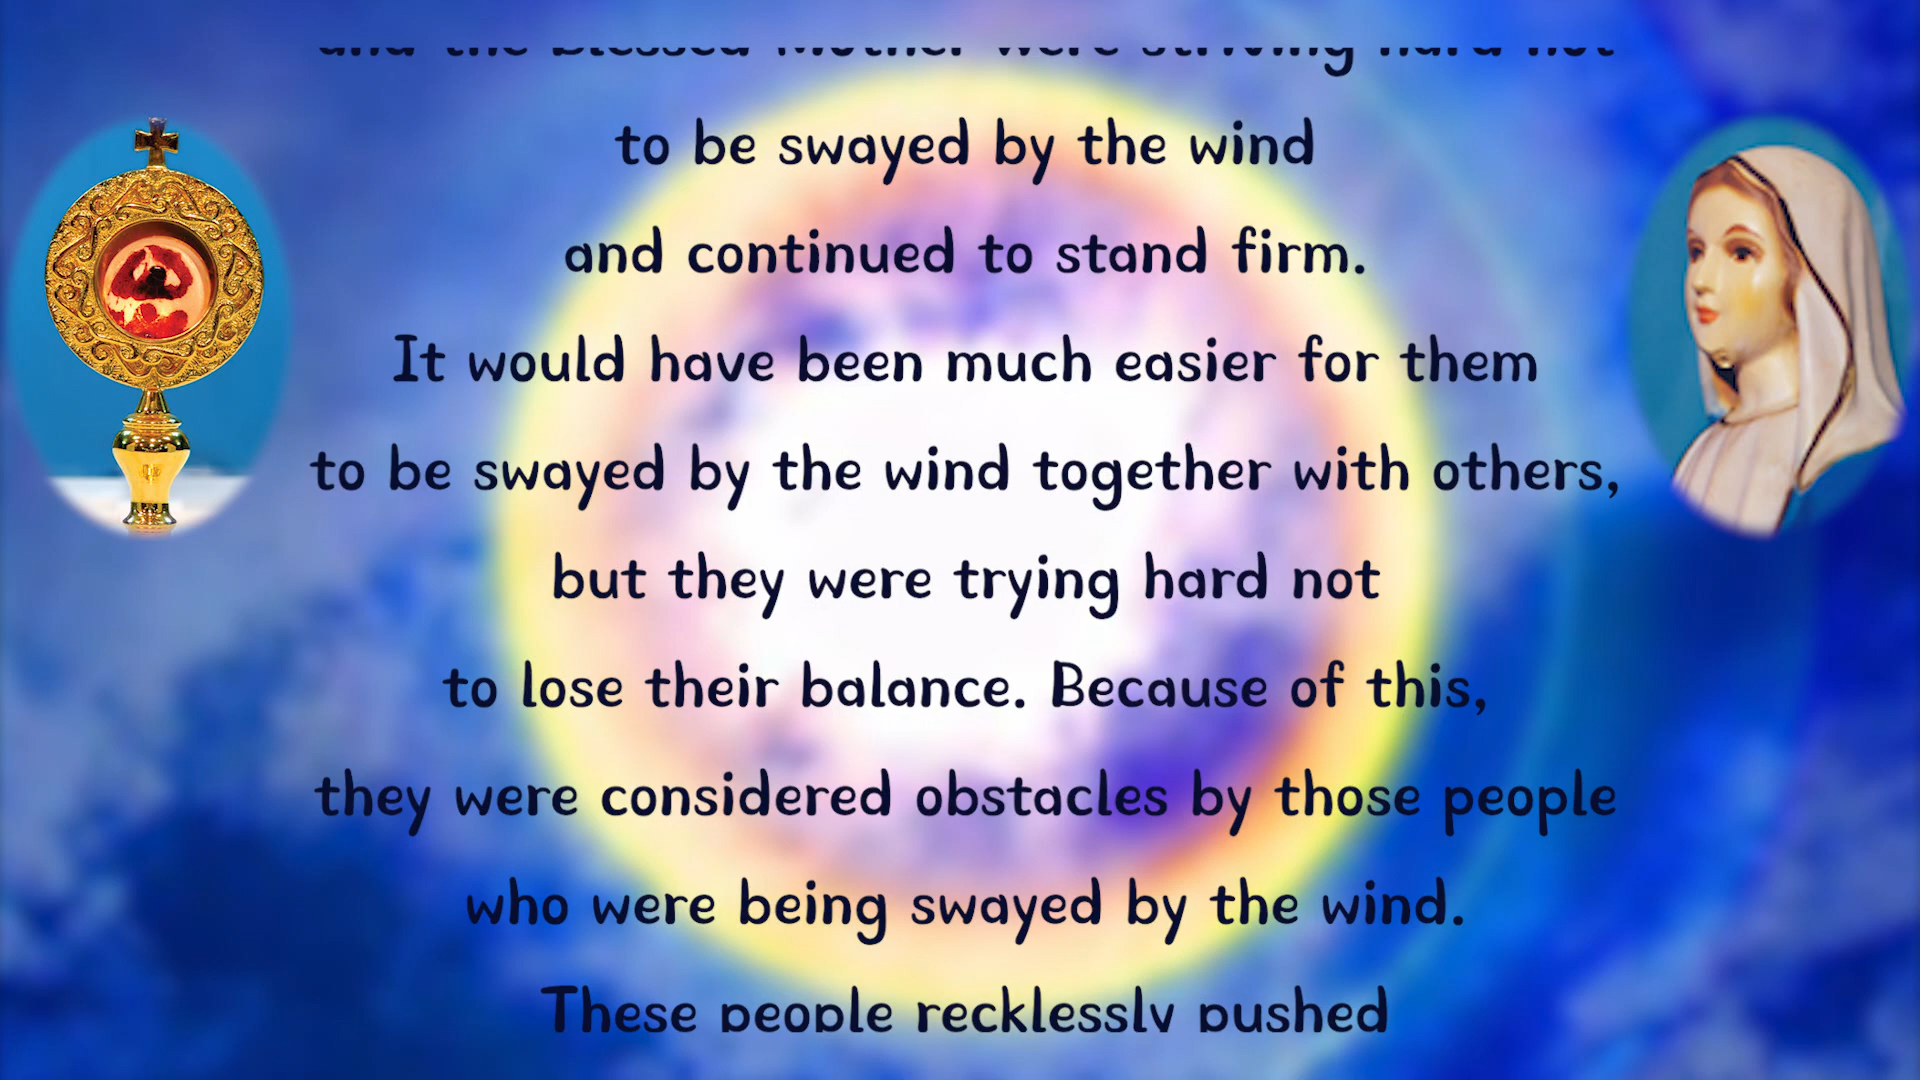 and the Blessed Mother were striving hard not
to be swayed by the wind
and continued to stand firm.
It would have been much easier for them
to be swayed by the wind together with others,
but they were trying hard not
to lose their balance. Because of this,
they were considered obstacles by those people
who were being swayed by the wind.
These people recklessly pushed